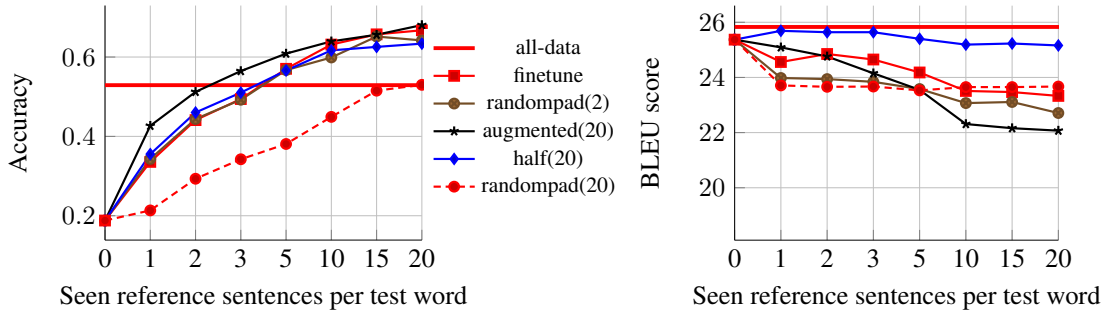 Accuracy
0.6
0.4
0.2
0 1 2 3 5 10 15 20
Seen reference sentences per test word
all-data
finetune
randompad(2)
augmented(20)
half(20)
randompad(20)
BLEU score
26
24
22
20
0 1 2 3 5 10 15 20
Seen reference sentences per test word